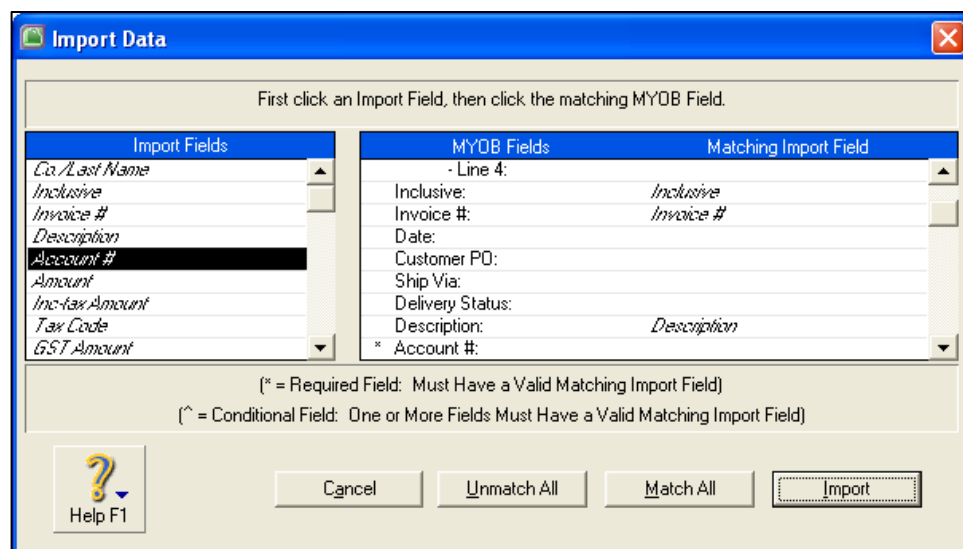 Import Data
First click an Import Field, then click the matching MYOB Field.
Import Fields
Co./Last Name
Inclusive
Invoice #
Description
Account #
Amount
Inc-tax Amount
Tax Code
GST Amount
MYOB Fields Matching Import Field
- Line 4:
Inclusive: Inclusive
Invoice #: Invoice #
Date:
Customer PO:
Ship Via:
Delivery Status:
Description: Description
* Account #:
(* = Required Field: Must Have a Valid Matching Import Field)
(^ = Conditional Field: One or More Fields Must Have a Valid Matching Import Field)
Help F1
Cancel
Unmatch All
Match All
Import